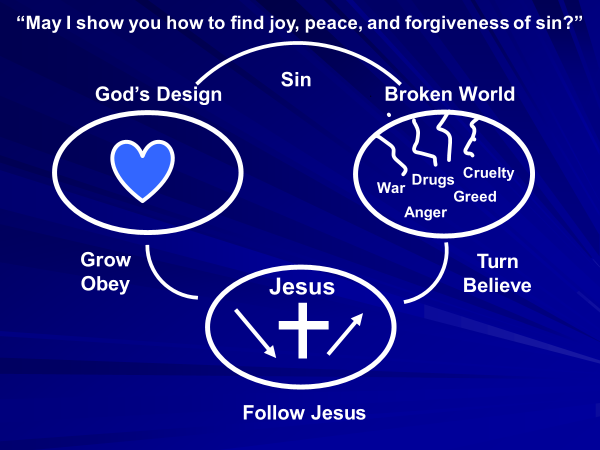 “May I show you how to find joy, peace, and forgiveness of sin?”
Sin
God’s Design
Broken World
War
Drugs
Cruelty
Greed
Anger
Grow
Obey
Turn
Believe
Jesus
Follow Jesus